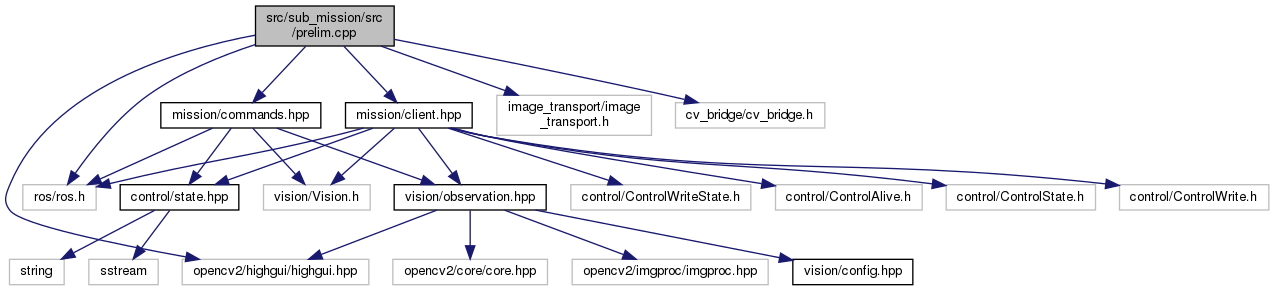 src/sub_mission/src
/prelim.cpp
mission/commands.hpp
mission/client.hpp
image_transport/image
_transport.h
cv_bridge/cv_bridge.h
ros/ros.h
control/state.hpp
vision/Vision.h
vision/observation.hpp
control/ControlWriteState.h
control/ControlAlive.h
control/ControlState.h
control/ControlWrite.h
string
sstream
opencv2/highgui/highgui.hpp
opencv2/core/core.hpp
opencv2/imgproc/imgproc.hpp
vision/config.hpp